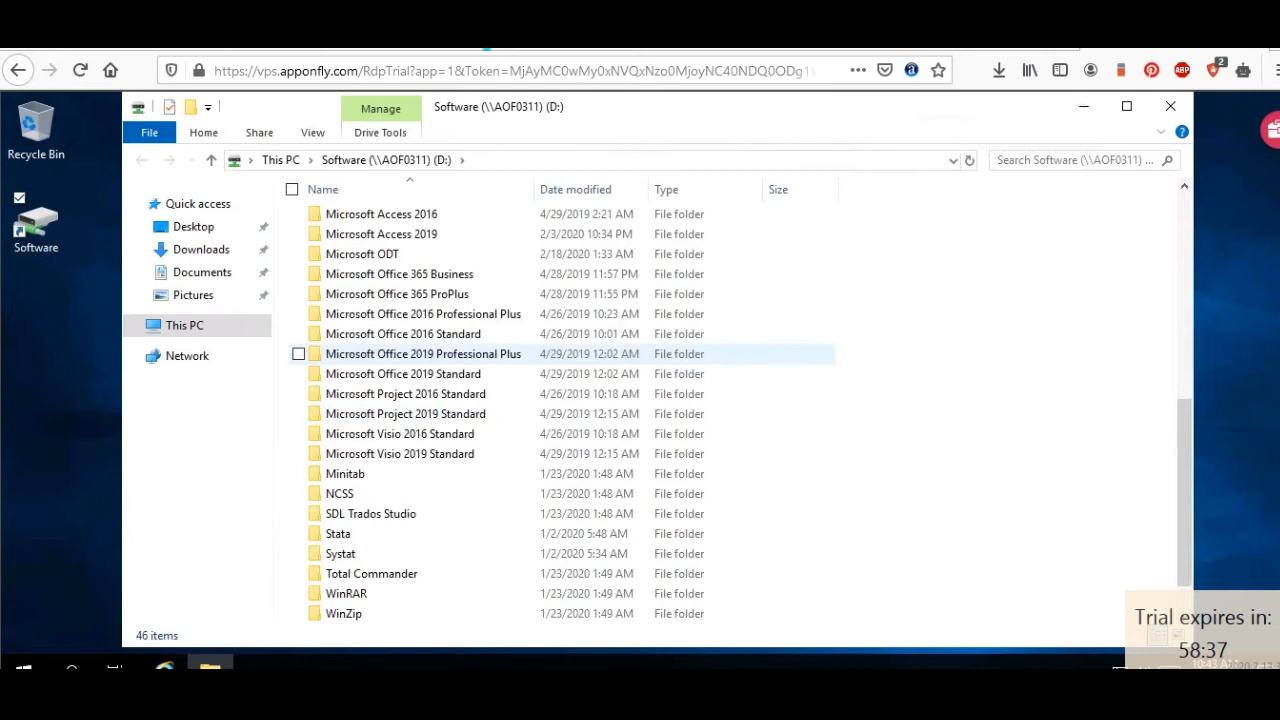 https://vps.apponfly.com/RdpTrial?app=1&Token=MjAyMC0wMy0xNVQxNzo0MjoyNC40NDQ0ODg1
2
Manage
Software (\\AOF0311) (D:)
Recycle Bin
File Home Share View Drive Tools
This PC > Software (\\AOF0311) (D:) >
Search Software (\\AOF0311) ...
Software
Quick access
Desktop
Downloads
Documents
Pictures
This PC
Network
Name Date modified Type Size
Microsoft Access 2016 4/29/2019 2:21 AM File folder
Microsoft Access 2019 2/3/2020 10:34 PM File folder
Microsoft ODT 2/18/2020 1:33 AM File folder
Microsoft Office 365 Business 4/28/2019 11:57 PM File folder
Microsoft Office 365 ProPlus 4/28/2019 11:55 PM File folder
Microsoft Office 2016 Professional Plus 4/26/2019 10:23 AM File folder
Microsoft Office 2016 Standard 4/26/2019 10:01 AM File folder
Microsoft Office 2019 Professional Plus 4/29/2019 12:02 AM File folder
Microsoft Office 2019 Standard 4/29/2019 12:02 AM File folder
Microsoft Project 2016 Standard 4/26/2019 10:18 AM File folder
Microsoft Project 2019 Standard 4/29/2019 12:15 AM File folder
Microsoft Visio 2016 Standard 4/26/2019 10:18 AM File folder
Microsoft Visio 2019 Standard 4/29/2019 12:15 AM File folder
Minitab 1/23/2020 1:48 AM File folder
NCSS 1/23/2020 1:48 AM File folder
SDL Trados Studio 1/23/2020 1:48 AM File folder
Stata 1/2/2020 5:48 AM File folder
Systat 1/2/2020 5:34 AM File folder
Total Commander 1/23/2020 1:49 AM File folder
WinRAR 1/23/2020 1:49 AM File folder
WinZip 1/23/2020 1:49 AM File folder
46 items
Trial expires in:
58:37